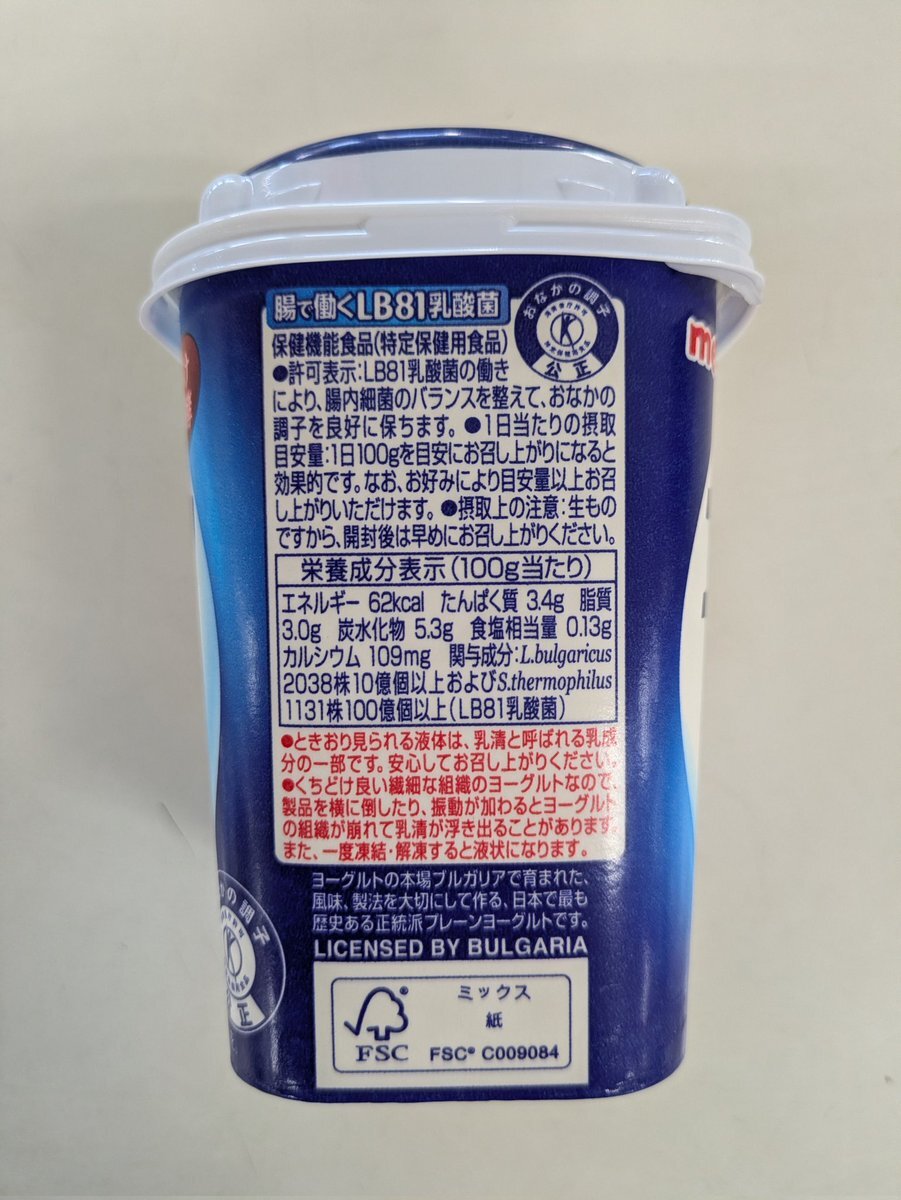 腸で働くLB81乳酸菌
おなかの調子
公正
保健機能食品(特定保健用食品)
●許可表示:LB81乳酸菌の働き
により、腸内細菌のバランスを整えて、おなかの
調子を良好に保ちます。●1日当たりの摂取
目安量:1日100gを目安にお召し上がりになると
効果的です。なお、お好みにより目安量以上お召
し上がりいただけます。●摂取上の注意:生もの
ですから、開封後は早めにお召し上がりください。
栄養成分表示(100g当たり)
エネルギー 62kcal たんぱく質 3.4g 脂質
3.0g 炭水化物 5.3g 食塩相当量 0.13g
カルシウム 109mg 関与成分:L.bulgaricus
2038株10億個以上およびS.thermophilus
1131株100億個以上(LB81乳酸菌)
●ときおり見られる液体は、乳清と呼ばれる乳成
分の一部です。安心してお召し上がりください。
●くちどけ良い繊細な組織のヨーグルトなので、
製品を横に倒したり、振動が加わるとヨーグルト
の組織が崩れて乳清が浮き出ることがあります。
また、一度凍結・解凍すると液状になります。
ヨーグルトの本場ブルガリアで育まれた、
風味、製法を大切にして作る、日本で最も
歴史ある正統派プレーンヨーグルトです。
LICENSED BY BULGARIA
ミックス
紙
FSC
FSC® C009084
かの調子
正
me